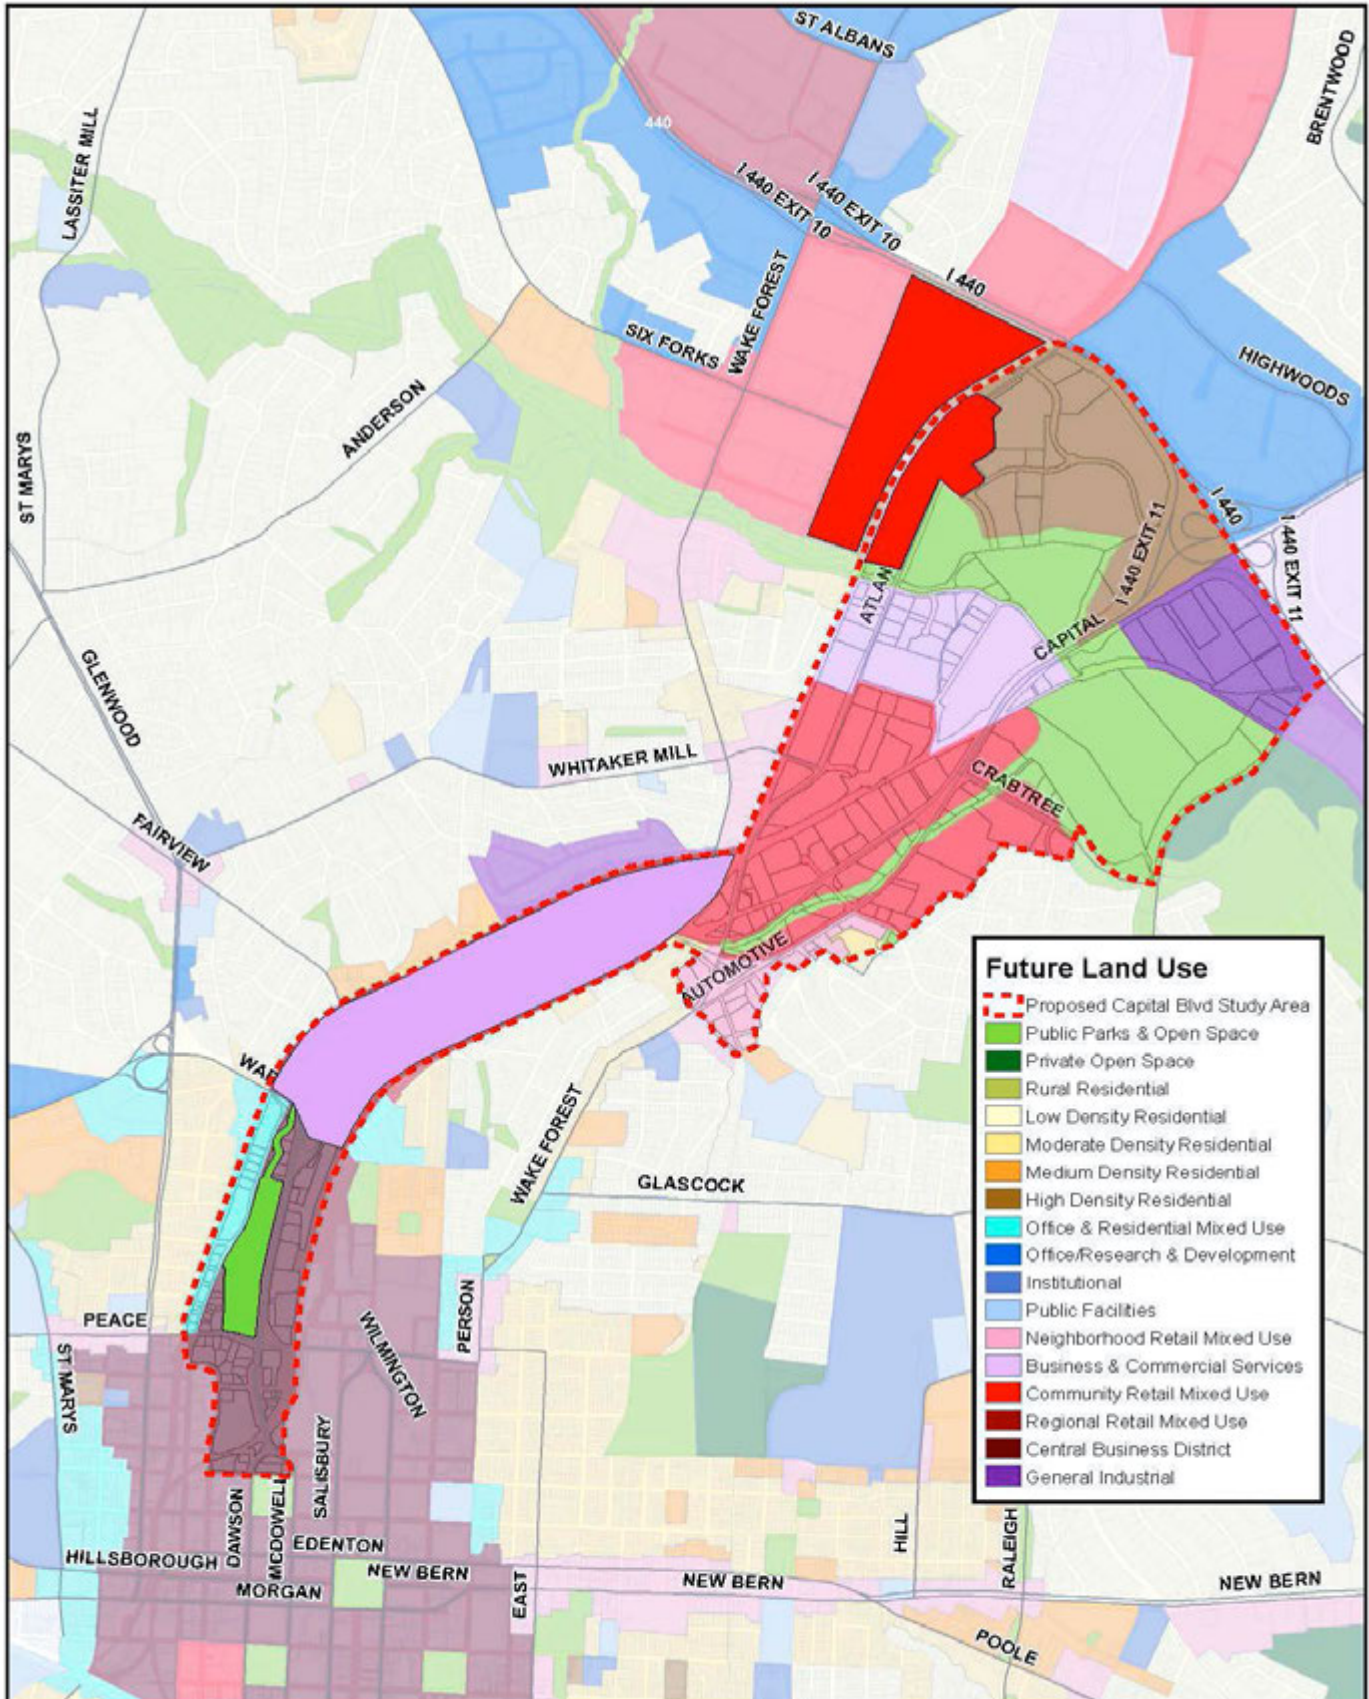 ST ALBANS
BRENTWOOD
LASSITER MILL
440
I 440 EXIT 10
I 440 EXIT 10
I 440
WAKE FOREST
SIX FORKS
HIGHWOODS
ANDERSON
ST MARYS
I 440
I 440 EXIT 11
I 440 EXIT 11
ATLAN
CAPITAL
GLENWOOD
WHITAKER MILL
CRABTREE
FAIRVIEW
AUTOMOTIVE
WAKE FOREST
GLASCOCK
PEACE
PERSON
WILMINGTON
ST MARYS
SALISBURY
DAWSON
MCDOWELL
HILLSBOROUGH
EDENTON
MORGAN
NEW BERN
EAST
NEW BERN
HILL
RALEIGH
NEW BERN
POOLE
Future Land Use
Proposed Capital Blvd Study Area
Public Parks & Open Space
Private Open Space
Rural Residential
Low Density Residential
Moderate Density Residential
Medium Density Residential
High Density Residential
Office & Residential Mixed Use
Office/Research & Development
Institutional
Public Facilities
Neighborhood Retail Mixed Use
Business & Commercial Services
Community Retail Mixed Use
Regional Retail Mixed Use
Central Business District
General Industrial